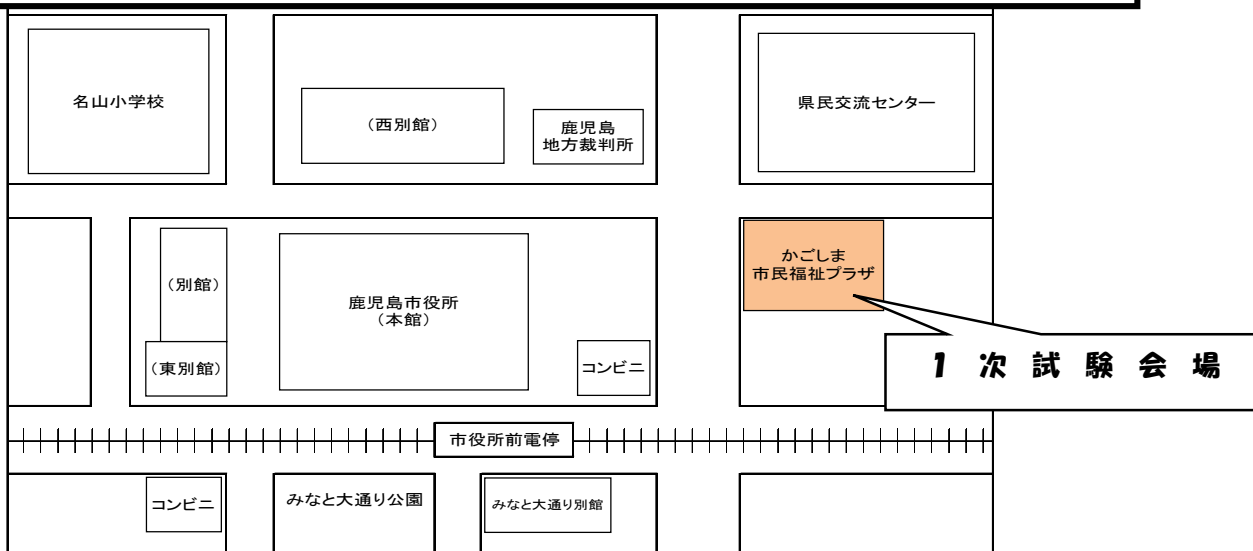 名山小学校
（西別館）
鹿児島
地方裁判所
県民交流センター
（別館）
（東別館）
鹿児島市役所
（本館）
コンビニ
かごしま
市民福祉プラザ
１次試験会場
市役所前電停
コンビニ
みなと大通り公園
みなと大通り別館